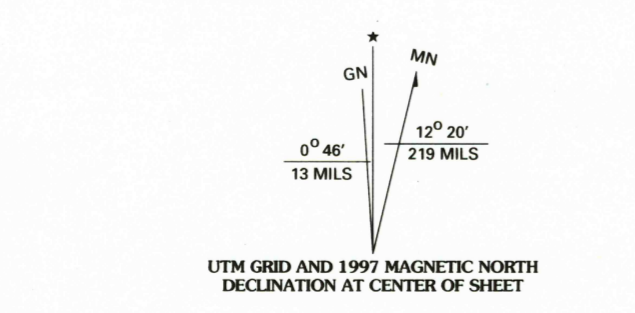 ★
GN
MN
0° 46'
13 MILS
12° 20'
219 MILS
UTM GRID AND 1997 MAGNETIC NORTH
DECLINATION AT CENTER OF SHEET